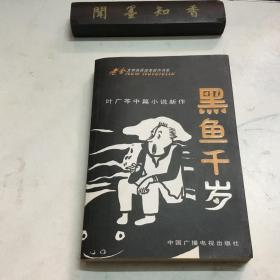 聞墨知香
叶广芩中篇小说新作
黑鱼千岁
中国广播电视出版社